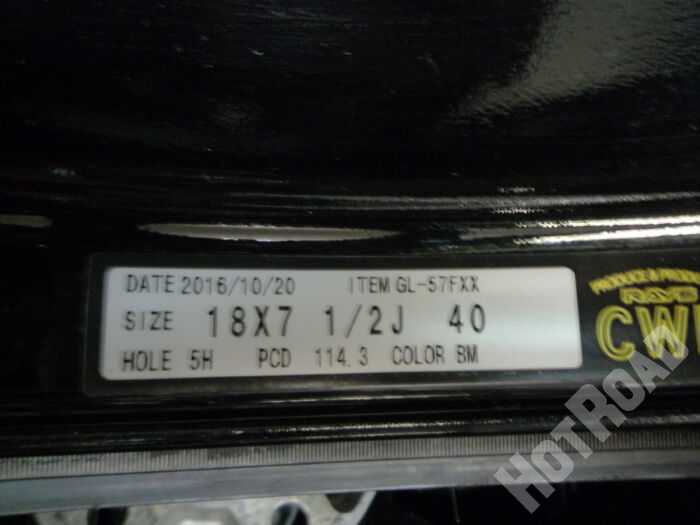 DATE 2016/10/20 ITEM GL-57FXX
SIZE 18X7 1/2J 40
HOLE 5H PCD 114.3 COLOR BM
RAYS
HOTROAD